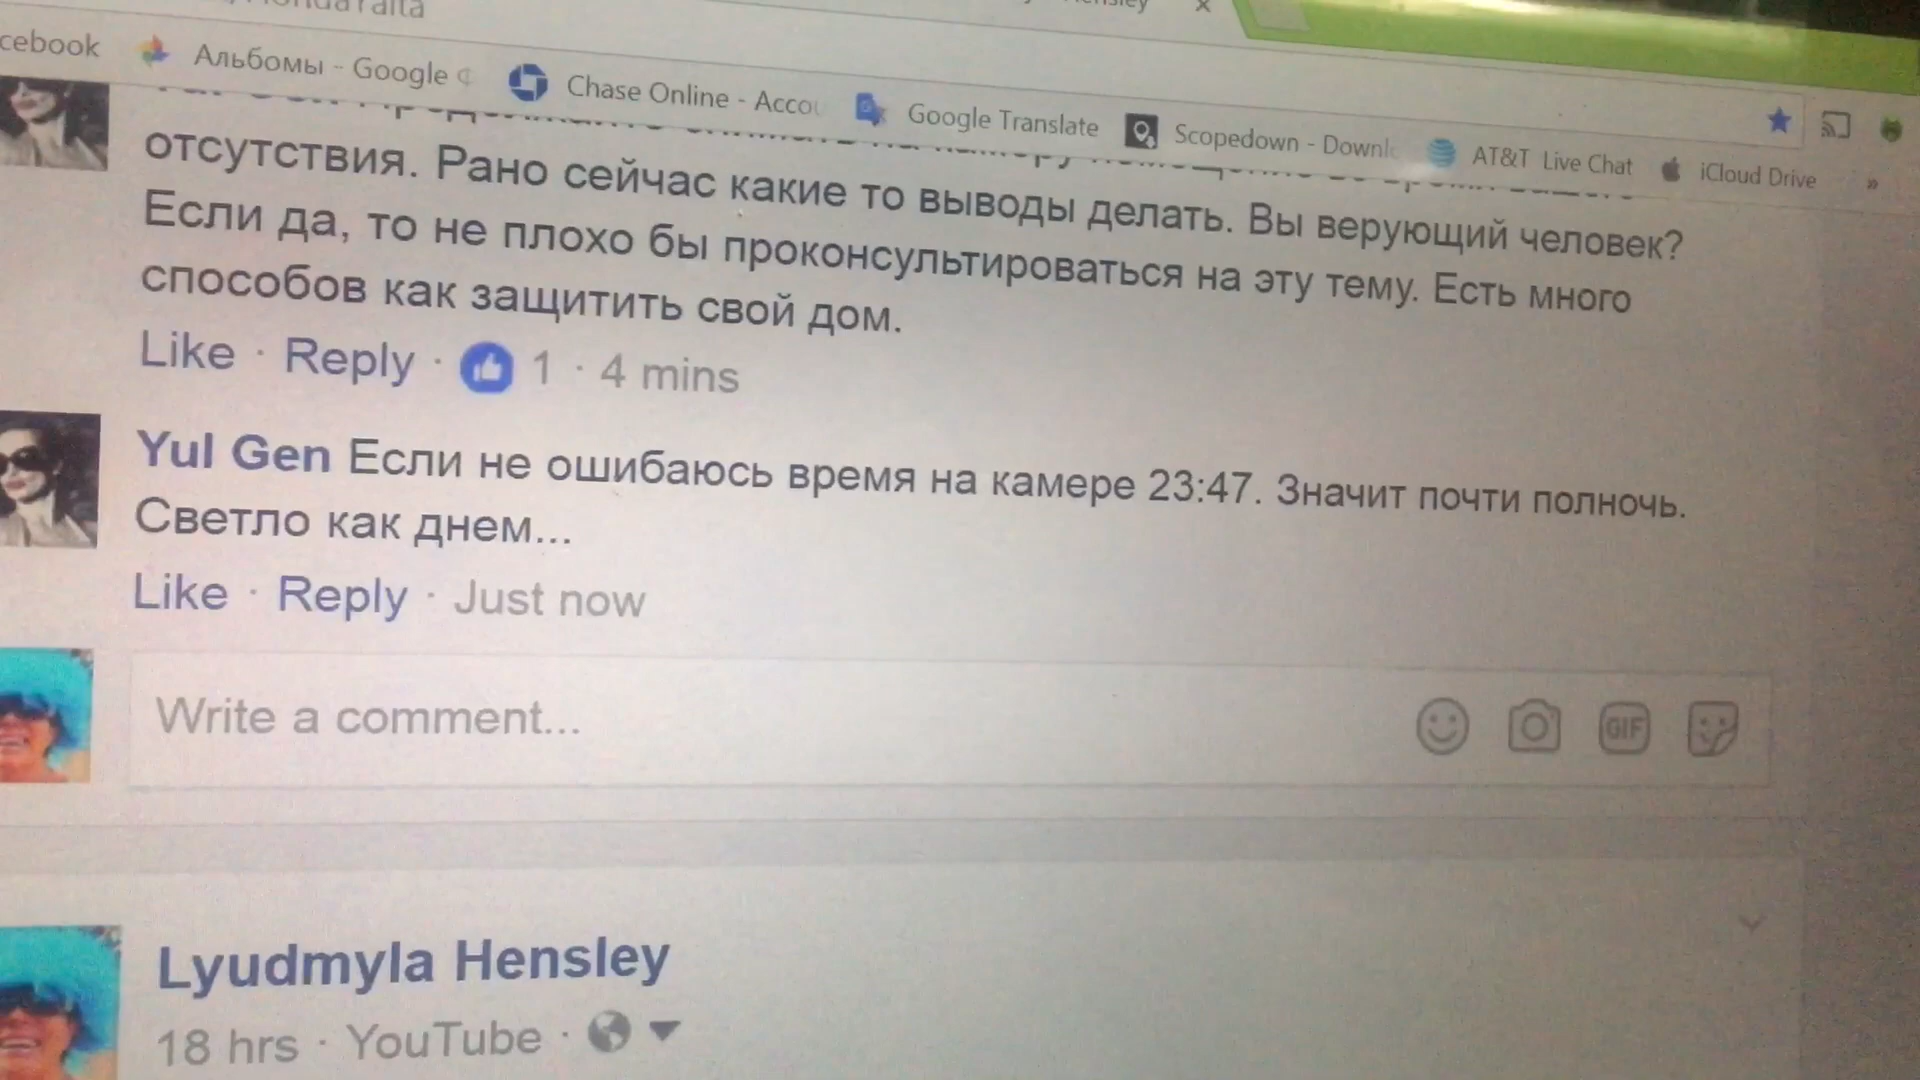 cebook Альбомы - Google Chase Online - Accou Google Translate Scopedown - Downlo AT&T Live Chat iCloud Drive »
отсутствия. Рано сейчас какие то выводы делать. Вы верующий человек?
Если да, то не плохо бы проконсультироваться на эту тему. Есть много
способов как защитить свой дом.
Like · Reply · 1 · 4 mins
Yul Gen Если не ошибаюсь время на камере 23:47. Значит почти полночь.
Светло как днем...
Like · Reply · Just now
Write a comment...
GIF
Lyudmyla Hensley
18 hrs · YouTube ·